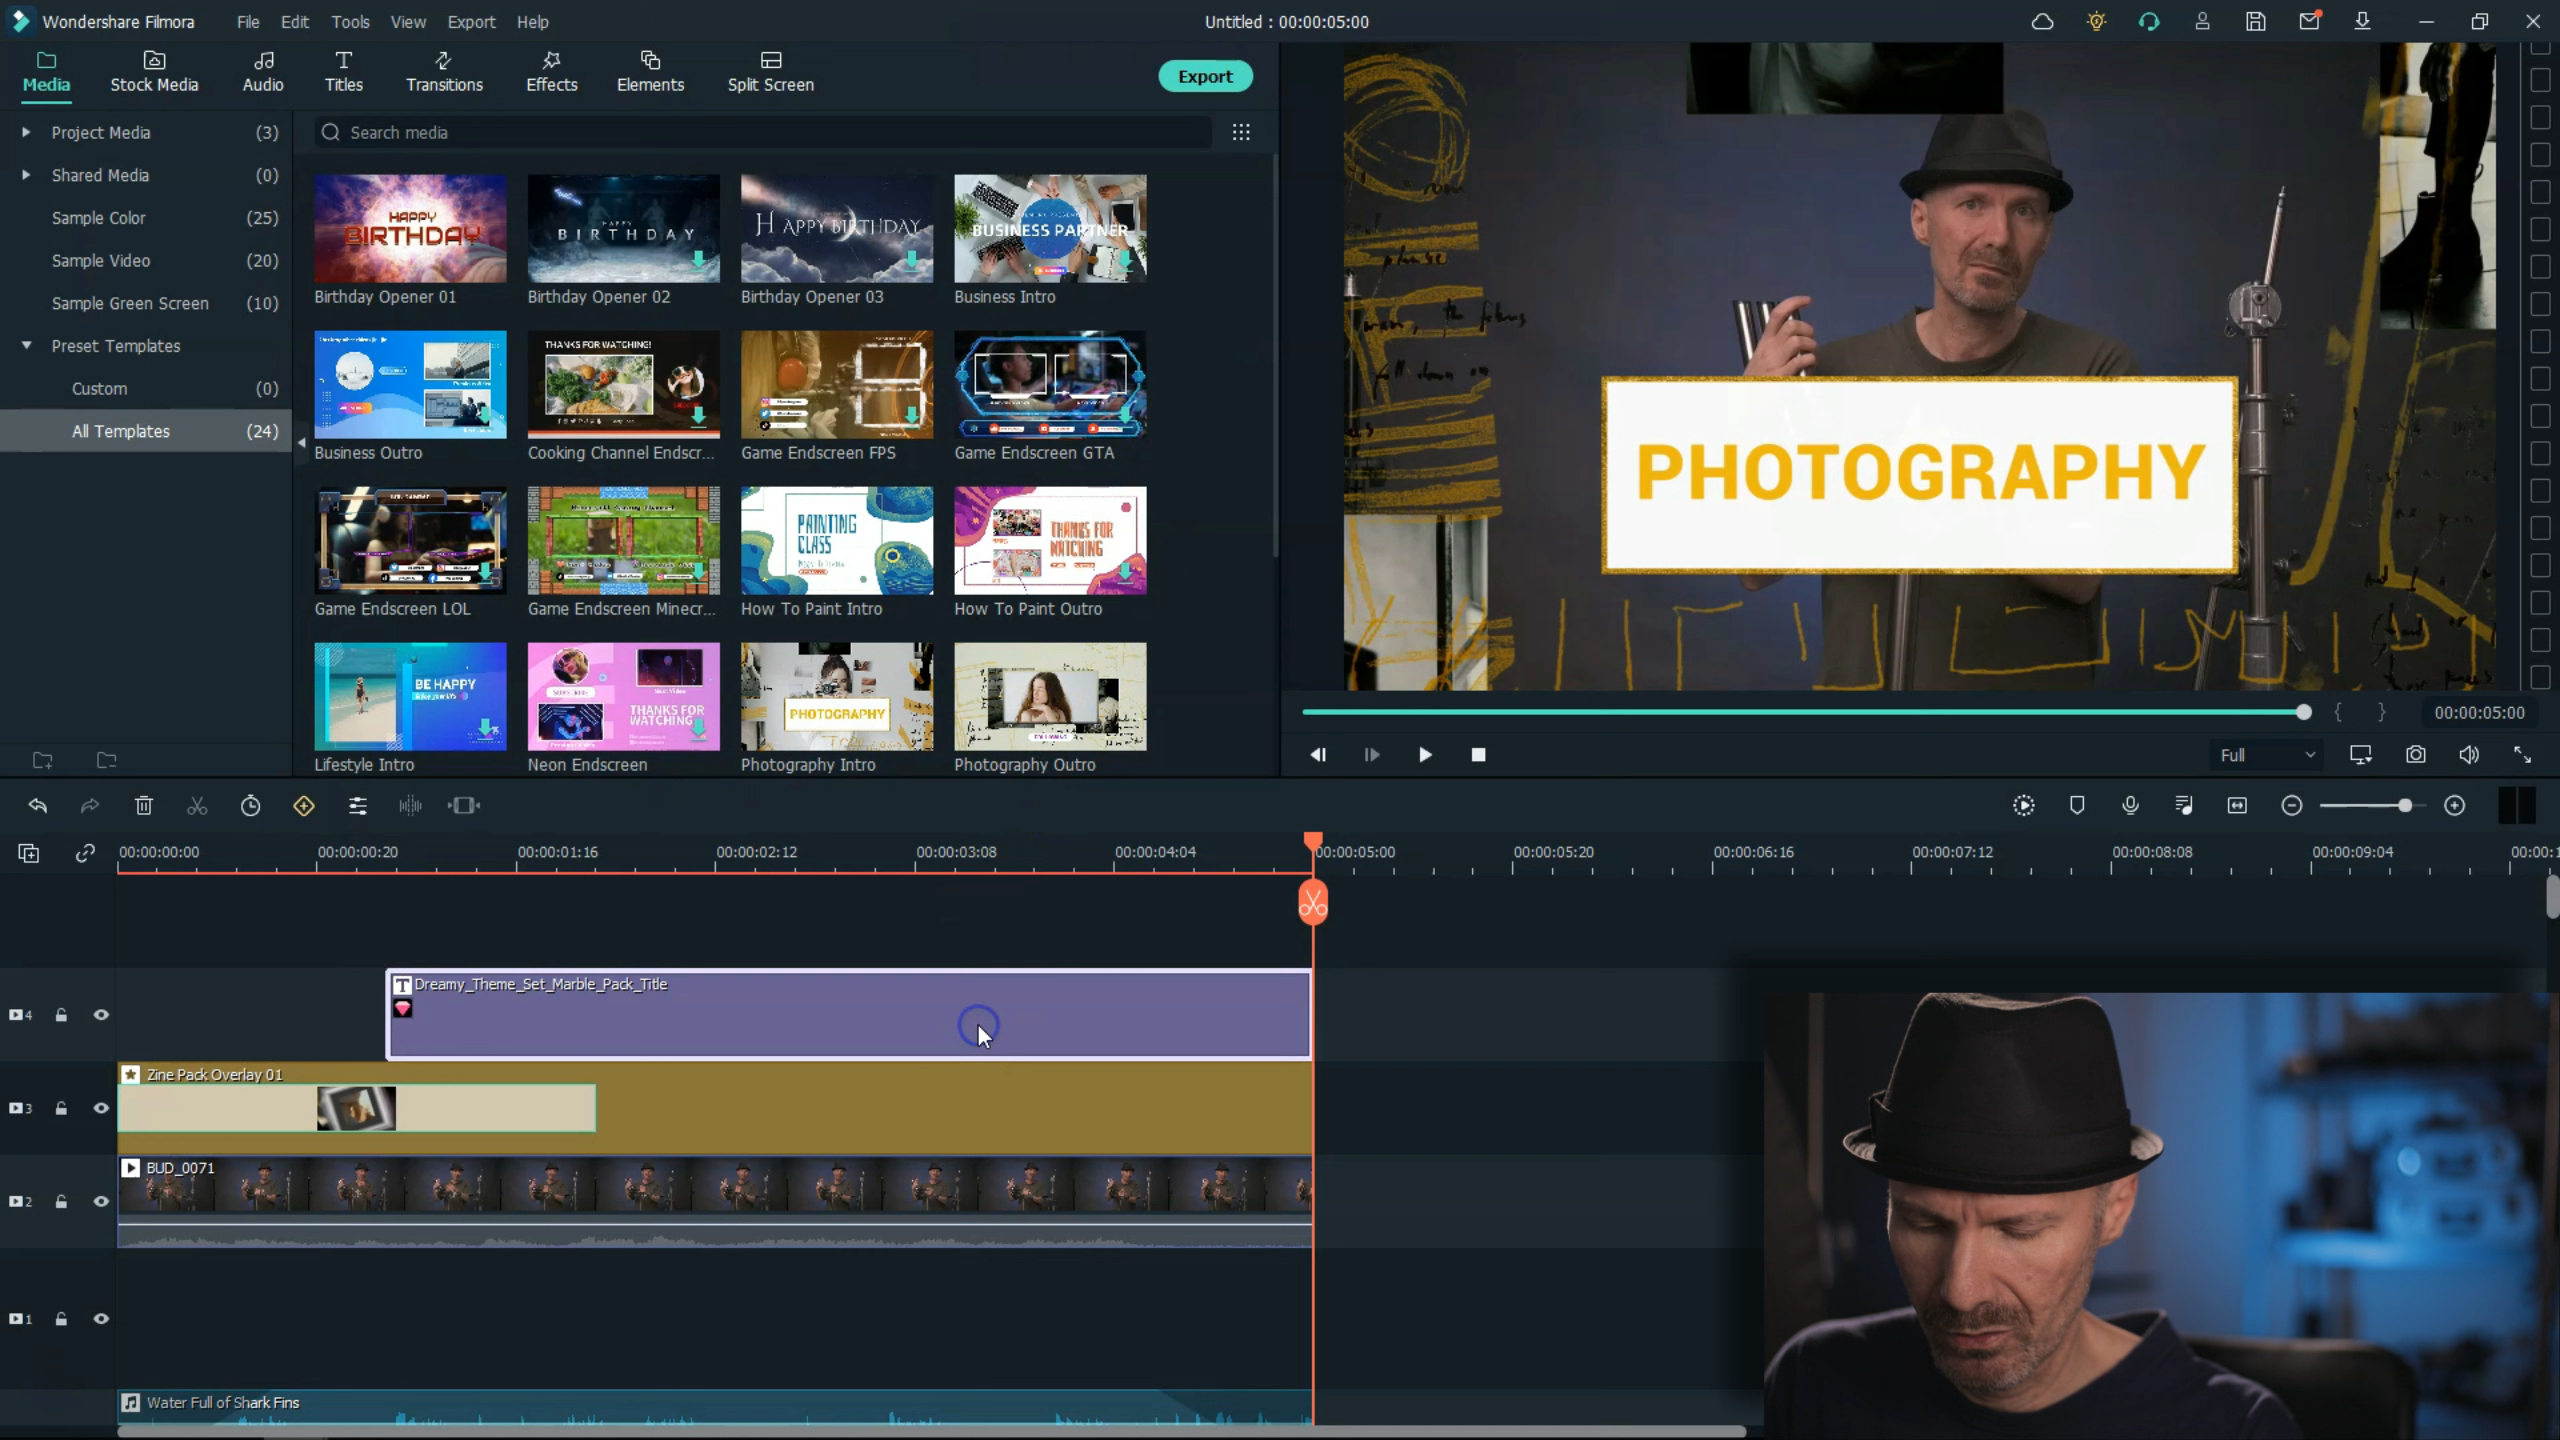 Wondershare Filmora
File Edit Tools View Export Help
Untitled : 00:00:05:00
Media
Stock Media
Audio
Titles
Transitions
Effects
Elements
Split Screen
Export
Project Media (3)
Shared Media (0)
Sample Color (25)
Sample Video (20)
Sample Green Screen (10)
Preset Templates
Custom (0)
All Templates (24)
Search media
HAPPY
BIRTHDAY
BIRTHDAY
HAPPY BIRTHDAY
BUSINESS PARTNER
Birthday Opener 01
Birthday Opener 02
Birthday Opener 03
Business Intro
THANKS FOR WATCHING!
Business Outro
Cooking Channel Endscr...
Game Endscreen FPS
Game Endscreen GTA
PAINTING
CLASS
THANKS FOR
WATCHING
Game Endscreen LOL
Game Endscreen Minecr...
How To Paint Intro
How To Paint Outro
BE HAPPY
THANKS FOR
WATCHING
PHOTOGRAPHY
Lifestyle Intro
Neon Endscreen
Photography Intro
Photography Outro
PHOTOGRAPHY
{ } 00:00:05:00
Full
00:00:00:00 00:00:00:20 00:00:01:16 00:00:02:12 00:00:03:08 00:00:04:04 00:00:05:00 00:00:05:20 00:00:06:16 00:00:07:12 00:00:08:08 00:00:09:04 00:00:1
4
Dreamy_Theme_Set_Marble_Pack_Title
3
Zine Pack Overlay 01
2
BUD_0071
1
Water Full of Shark Fins